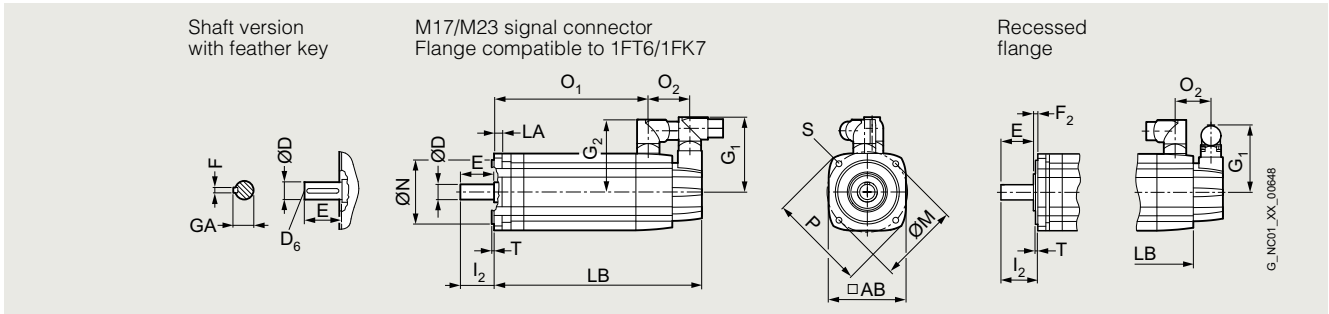 Shaft version
with feather key
M17/M23 signal connector
Flange compatible to 1FT6/1FK7
Recessed
flange
F
GA
ØD
E
D6
O1
O2
LA
G2
G1
ØD
E
ØN
T
I2
LB
S
P
ØM
□AB
E
F2
T
I2
O2
G1
LB
G_NC01_XX_00648